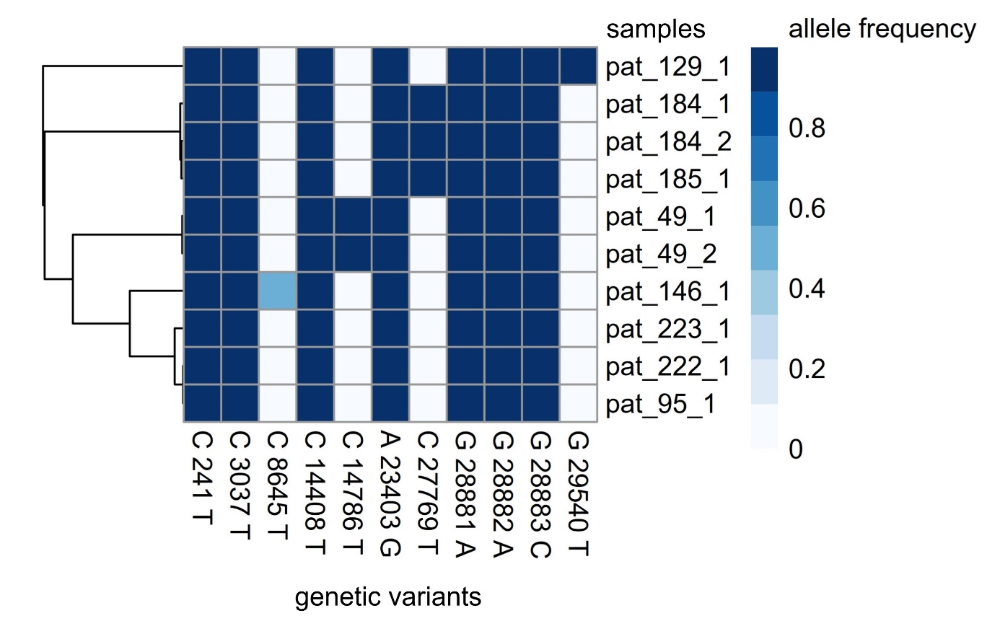 samples
allele frequency
pat_129_1
pat_184_1
pat_184_2
pat_185_1
pat_49_1
pat_49_2
pat_146_1
pat_223_1
pat_222_1
pat_95_1
0.8
0.6
0.4
0.2
0
C 241 T
C 3037 T
C 8645 T
C 14408 T
C 14786 T
A 23403 G
C 27769 T
G 28881 A
G 28882 A
G 28883 C
G 29540 T
genetic variants